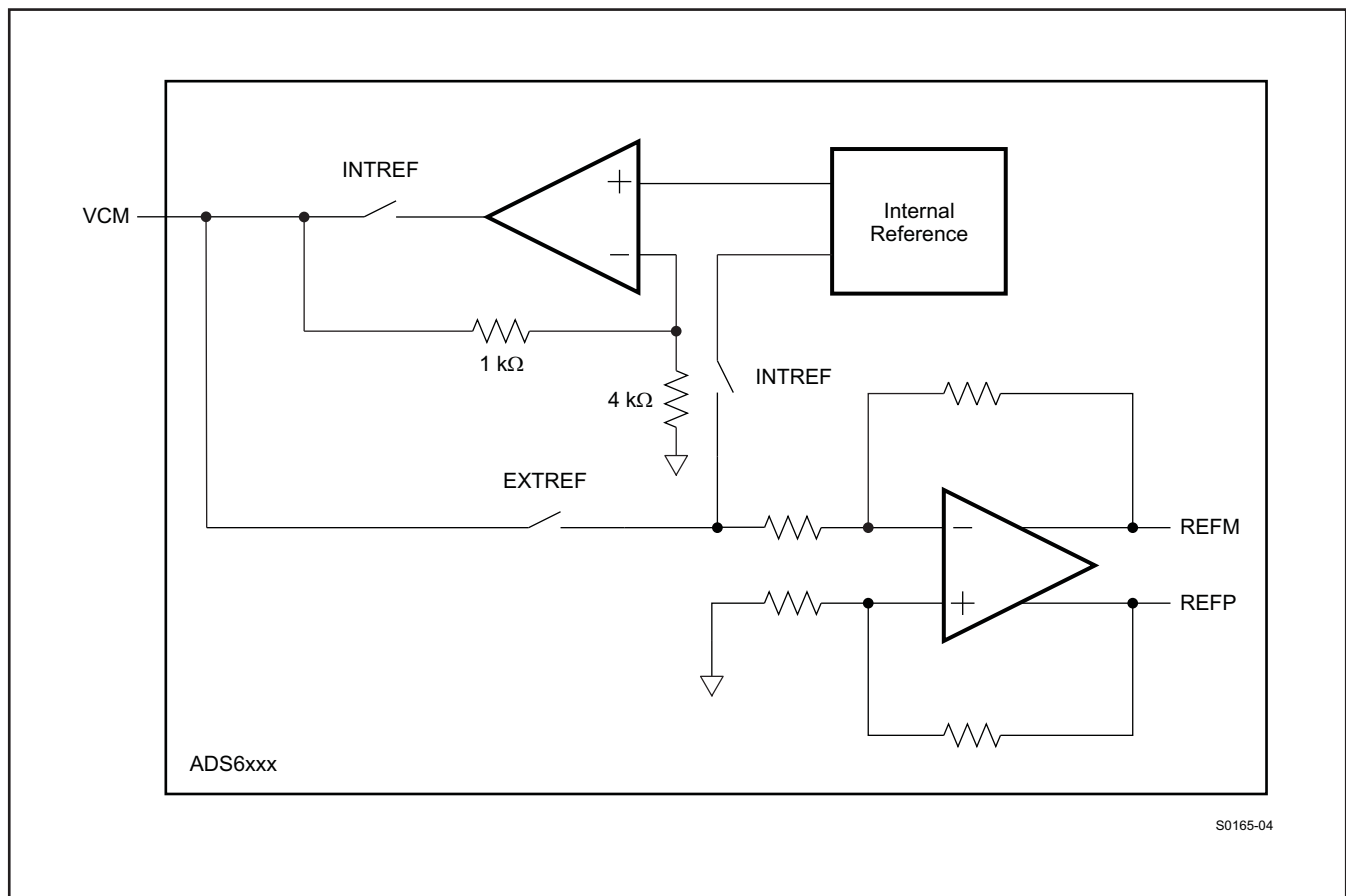 INTREF
VCM
+
−
Internal
Reference
1 kΩ
4 kΩ
INTREF
EXTREF
−
REFM
+
REFP
ADS6xxx
S0165-04